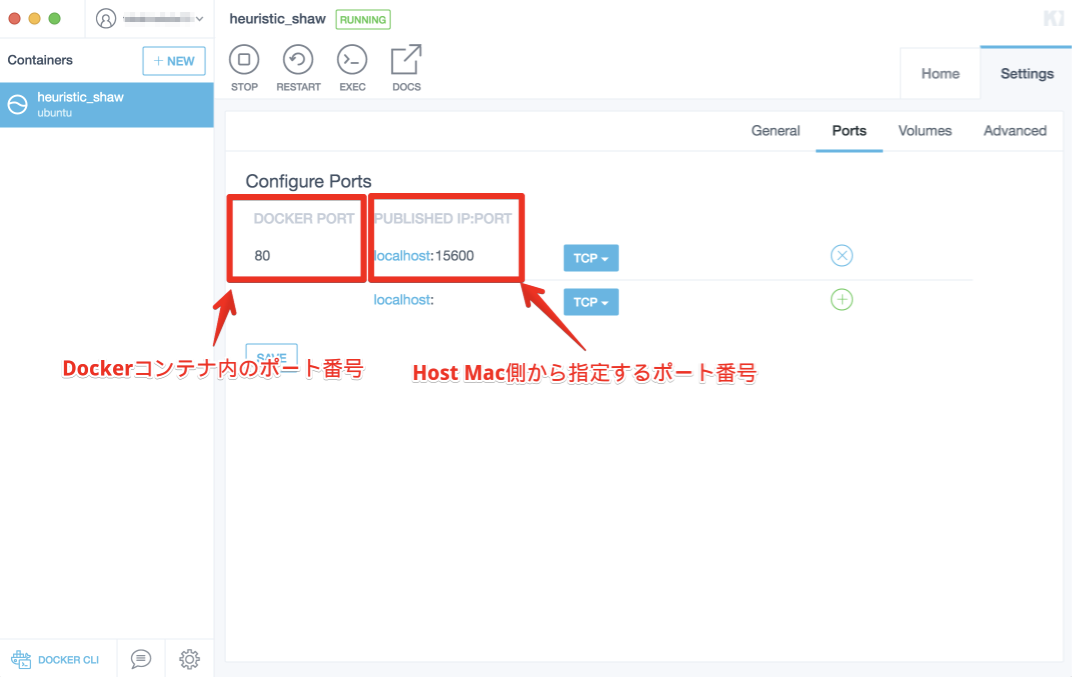 heuristic_shaw RUNNING
Containers
+ NEW
STOP RESTART EXEC DOCS
Home Settings
heuristic_shaw
ubuntu
General Ports Volumes Advanced
Configure Ports
DOCKER PORT PUBLISHED IP:PORT
80 localhost:15600 TCP
localhost: TCP
SAVE
Dockerコンテナ内のポート番号
Host Mac側から指定するポート番号
DOCKER CLI